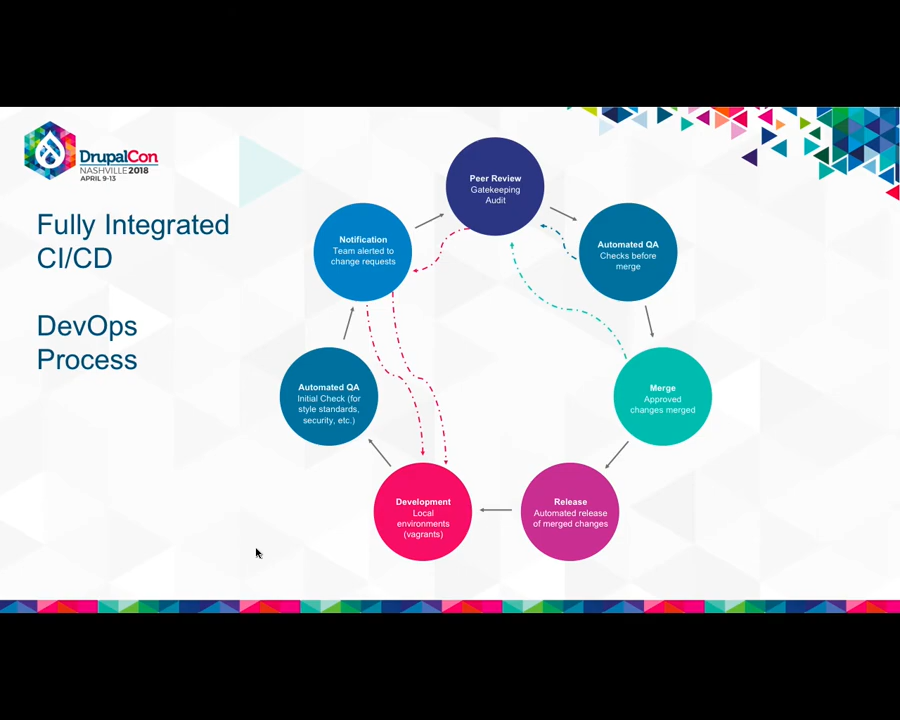 DrupalCon
NASHVILLE 2018
APRIL 9-13
Fully Integrated
CI/CD
DevOps
Process
Peer Review
Gatekeeping
Audit
Automated QA
Checks before
merge
Merge
Approved
changes merged
Release
Automated release
of merged changes
Development
Local
environments
(vagrants)
Automated QA
Initial Check (for
style standards,
security, etc.)
Notification
Team alerted to
change requests